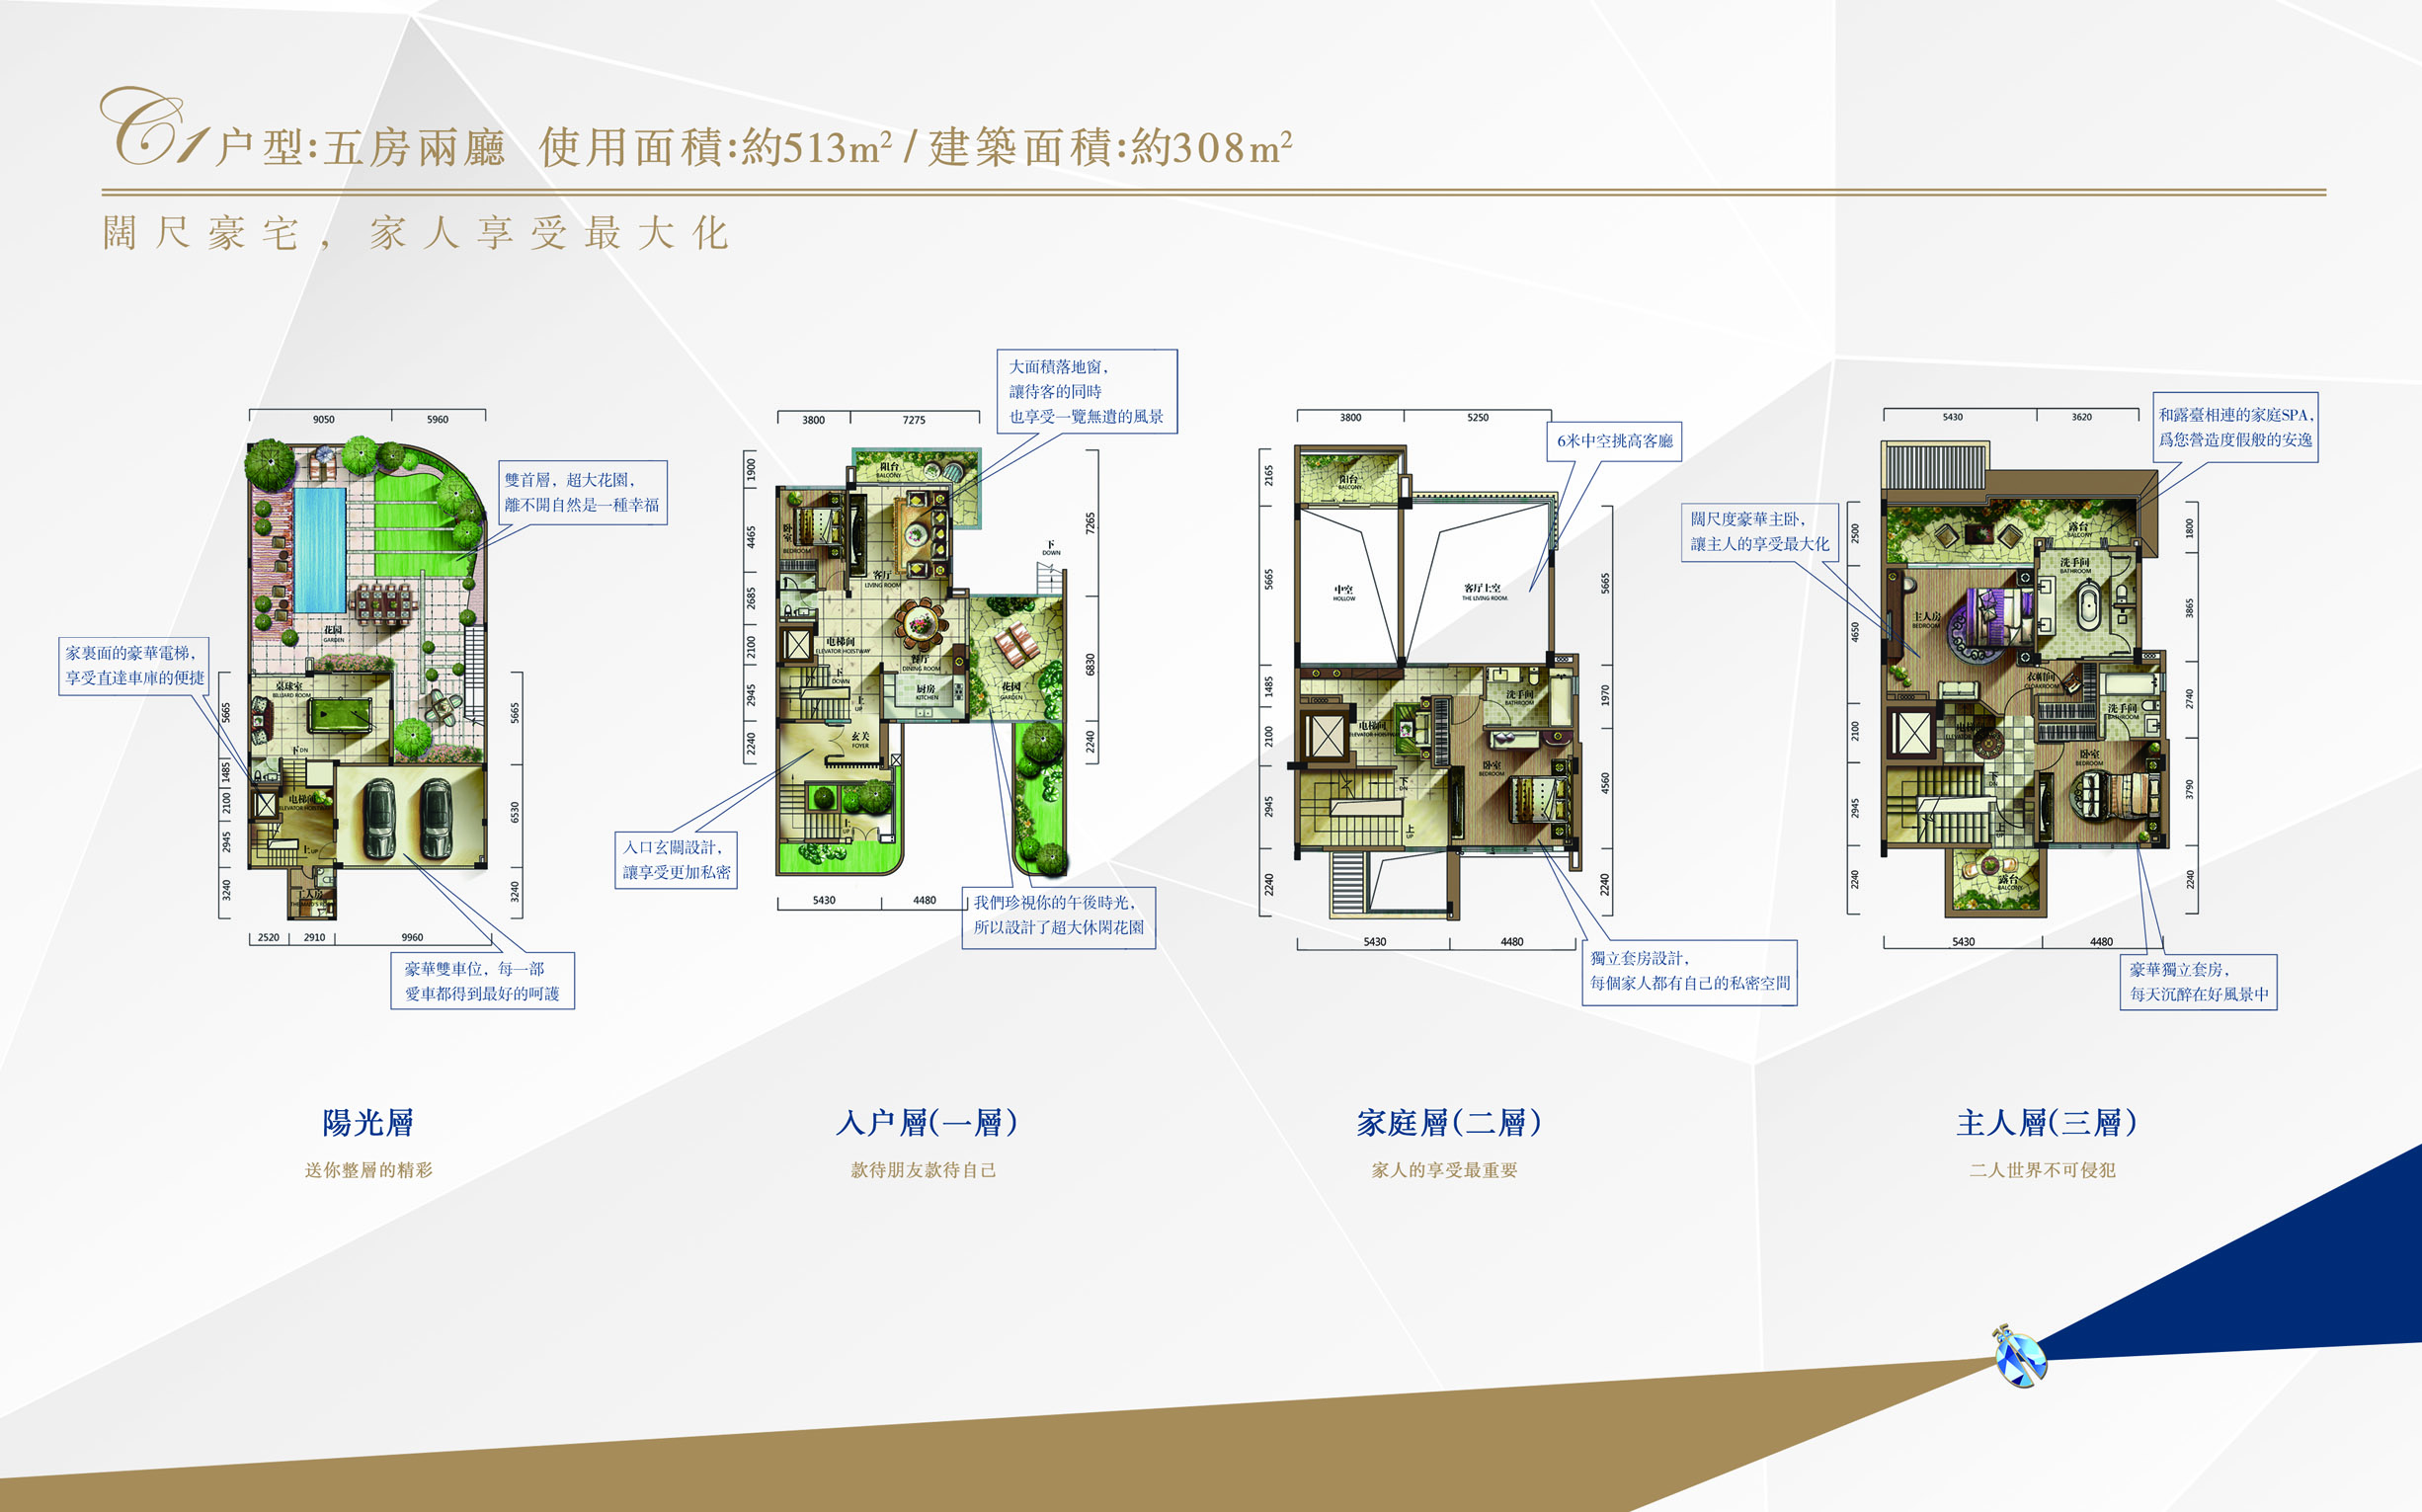 C1户型:五房兩廳 使用面積:約513m²/建築面積:約308m²
闊尺豪宅，家人享受最大化
9050 5960
雙首層，超大花園，
離不開自然是一種幸福
花园
GARDEN
家裏面的豪華電梯，
享受直達車庫的便捷
桌球室
BILLIARD ROOM
下DN
电梯间
ELEVATOR HOISTWAY
上UP
工人房
5665
1485
2100
2945
3240
5665
6530
3240
2520 2910 9960
豪華雙車位，每一部
愛車都得到最好的呵護
陽光層
送你整層的精彩
大面積落地窗，
讓待客的同時
也享受一覽無遺的風景
3800 7275
阳台
BALCONY
卧室
BEDROOM
客厅
LIVING ROOM
下
DOWN
电梯间
ELEVATOR HOISTWAY
餐厅
DINING ROOM
下
DOWN
上
UP
厨房
KITCHEN
花园
GARDEN
玄关
FOYER
上
UP
1900
4465
2685
2100
2945
2240
7265
6830
2240
入口玄關設計，
讓享受更加私密
5430 4480
我們珍視你的午後時光，
所以設計了超大休閑花園
入户層(一層)
款待朋友款待自己
3800 5250
6米中空挑高客廳
阳台
BALCONY
中空
HOLLOW
客厅上空
THE LIVING ROOM
洗手间
BATHROOM
电梯间
ELEVATOR HOISTWAY
卧室
BEDROOM
下
DN
上
UP
2165
5665
1485
2100
2945
2240
5665
1970
4560
2240
5430 4480
獨立套房設計，
每個家人都有自己的私密空間
家庭層(二層)
家人的享受最重要
5430 3620
和露臺相連的家庭SPA，
爲您營造度假般的安逸
闊尺度豪華主卧，
讓主人的享受最大化
露台
BALCONY
洗手间
BATHROOM
主人房
BEDROOM
衣帽间
CLOAKROOM
洗手间
BATHROOM
电梯间
卧室
BEDROOM
下
DN
上
UP
露台
BALCONY
2500
4650
2100
2945
2240
1800
3865
2740
3790
2240
5430 4480
豪華獨立套房，
每天沉醉在好風景中
主人層(三層)
二人世界不可侵犯